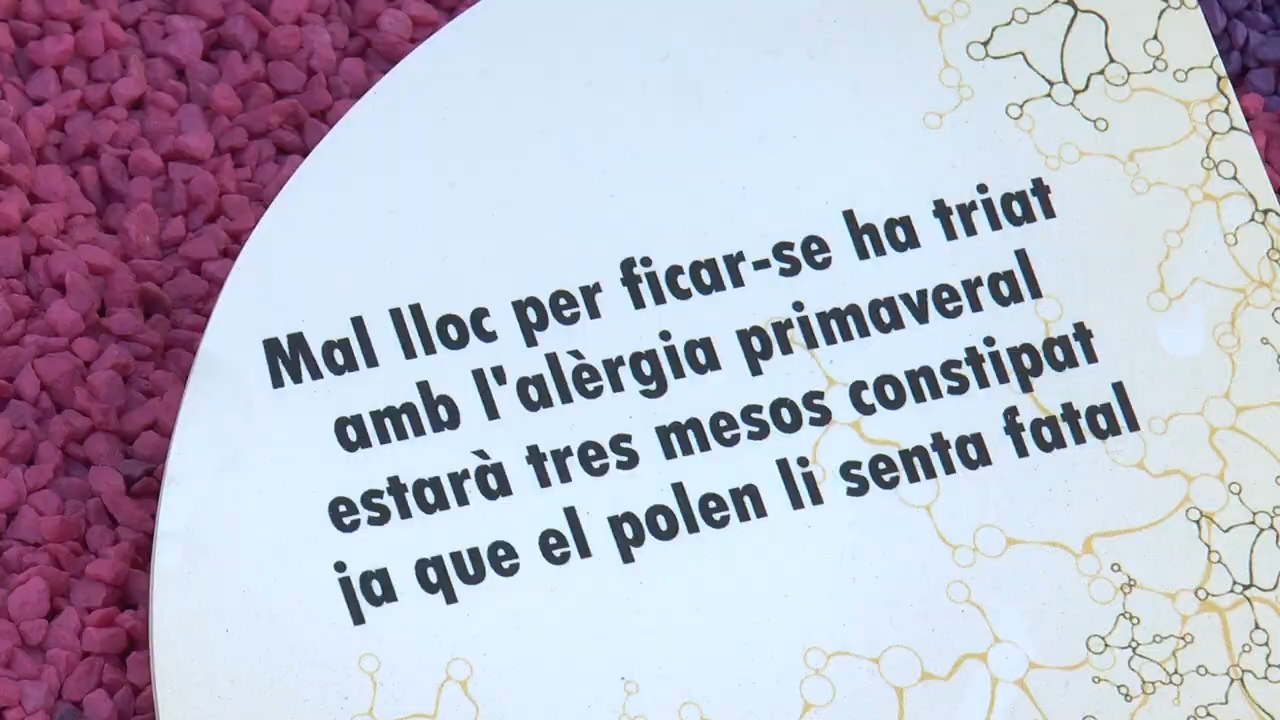 Mal lloc per ficar-se ha triat
amb l'alèrgia primaveral
estarà tres mesos constipat
ja que el polen li senta fatal